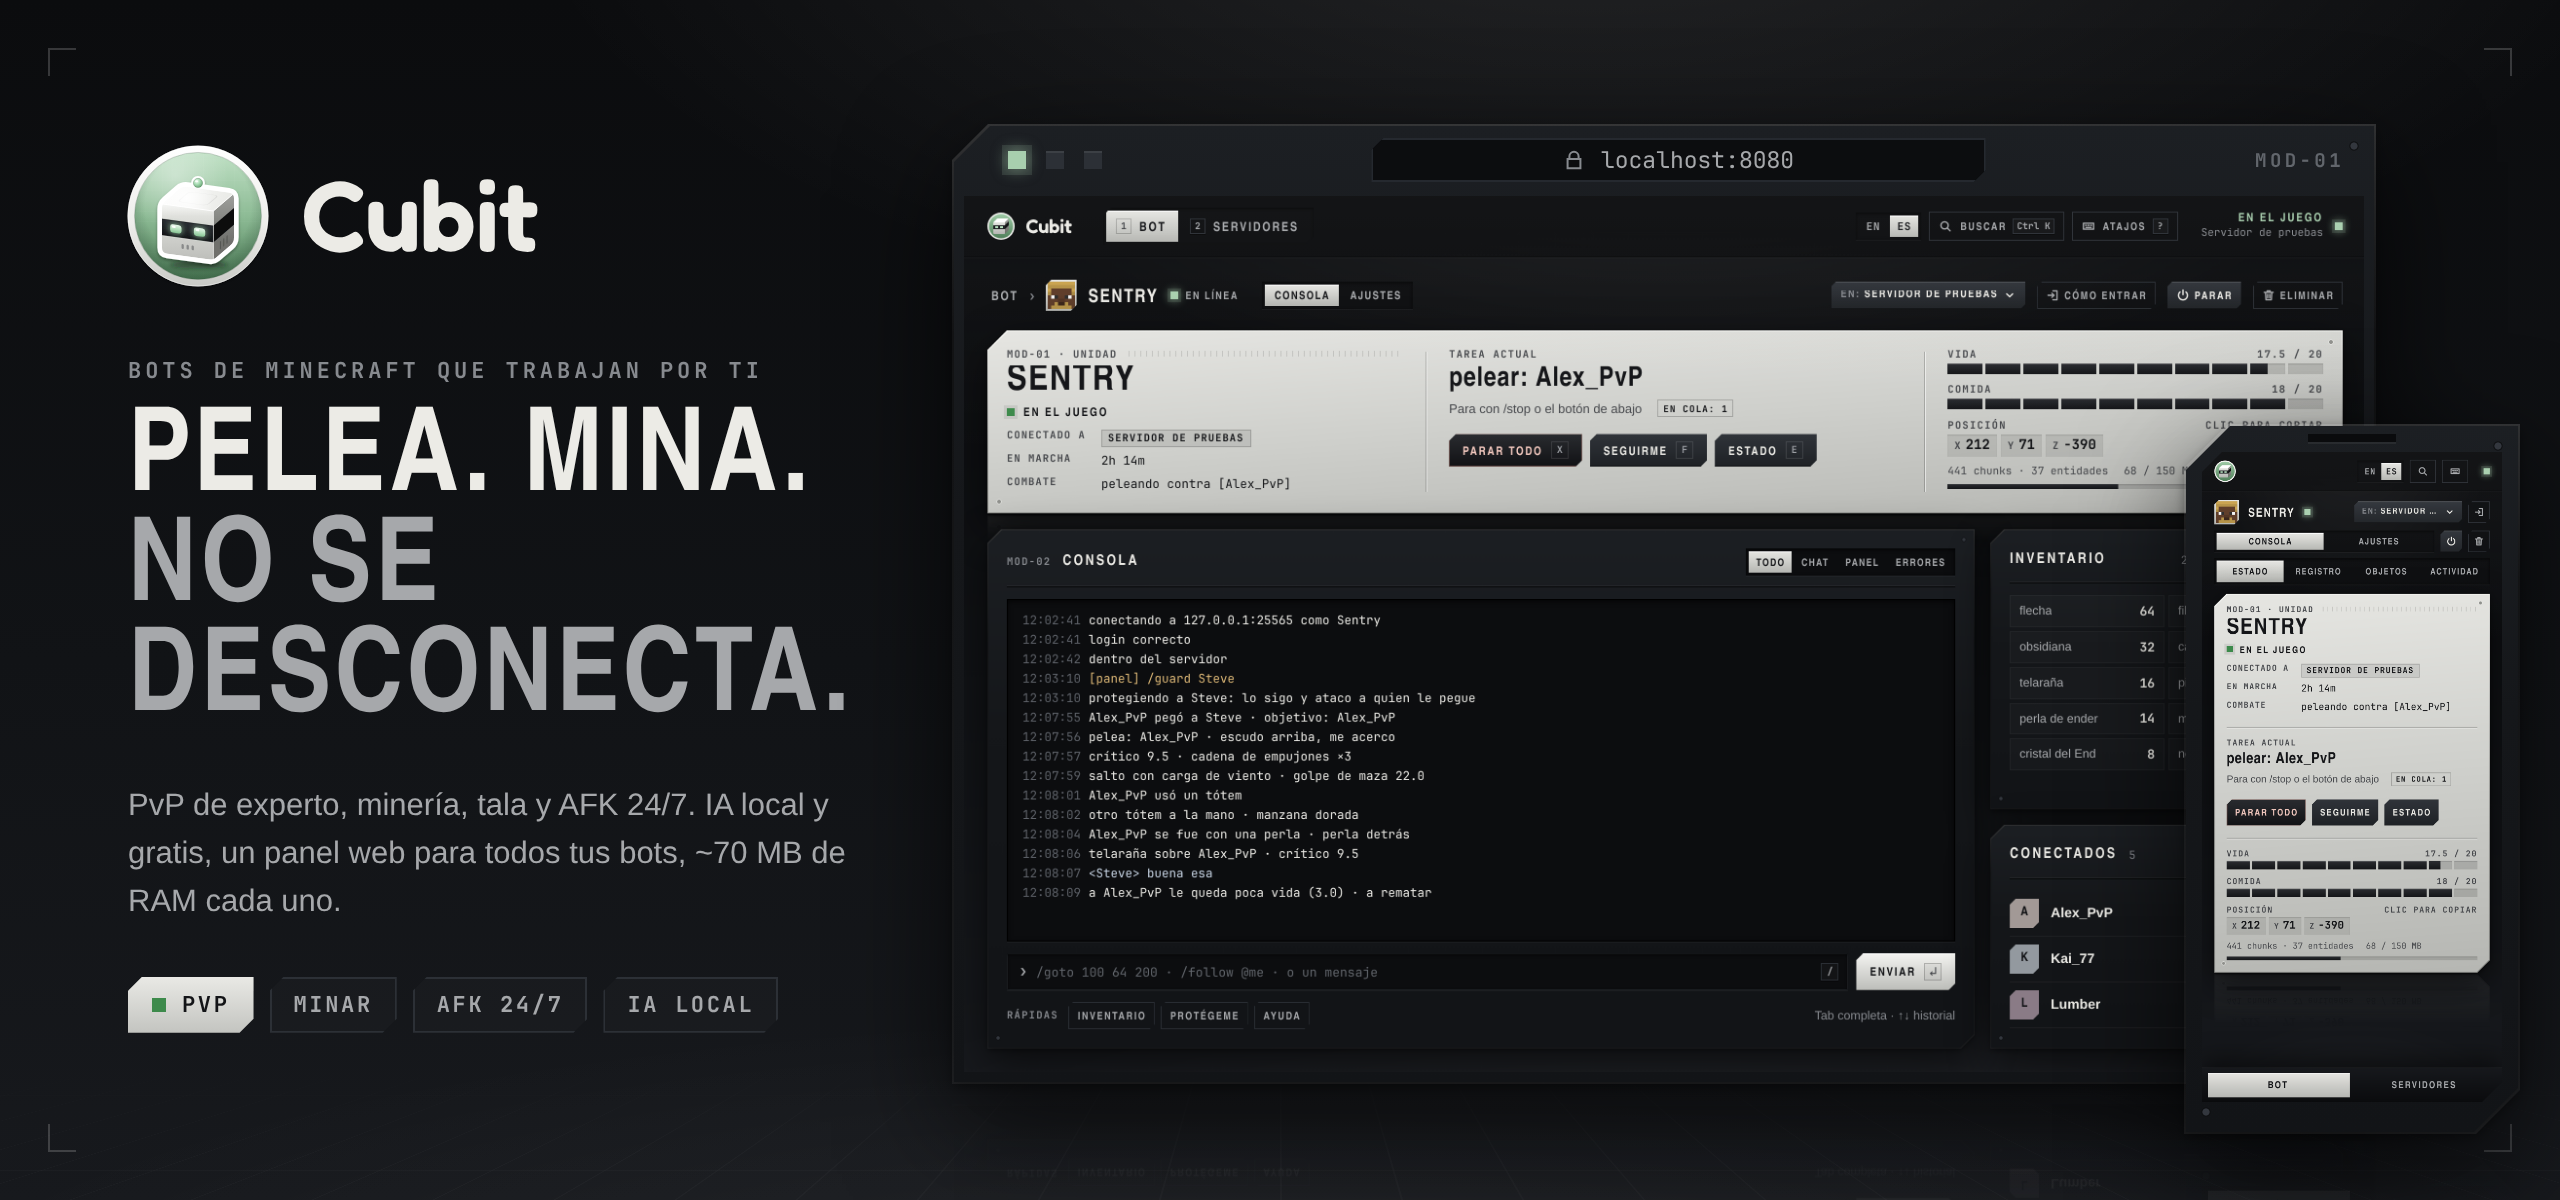 Cubit
BOTS DE MINECRAFT QUE TRABAJAN POR TI
PELEA. MINA.
NO SE
DESCONECTA.
PvP de experto, minería, tala y AFK 24/7. IA local y
gratis, un panel web para todos tus bots, ~70 MB de
RAM cada uno.
PVP MINAR AFK 24/7 IA LOCAL
localhost:8080 MOD-01
Cubit 1 BOT 2 SERVIDORES EN ES BUSCAR Ctrl K ATAJOS ? EN EL JUEGO
Servidor de pruebas
BOT › SENTRY EN LÍNEA CONSOLA AJUSTES EN: SERVIDOR DE PRUEBAS CÓMO ENTRAR PARAR ELIMINAR
MOD-01 · UNIDAD
SENTRY
EN EL JUEGO
CONECTADO A SERVIDOR DE PRUEBAS
EN MARCHA 2h 14m
COMBATE peleando contra [Alex_PvP]
TAREA ACTUAL
pelear: Alex_PvP
Para con /stop o el botón de abajo EN COLA: 1
PARAR TODO X SEGUIRME F ESTADO E
VIDA 17.5 / 20
COMIDA 18 / 20
POSICIÓN CLIC PARA COPIAR
X 212 Y 71 Z -390
441 chunks · 37 entidades 68 / 150
MOD-02 CONSOLA TODO CHAT PANEL ERRORES
12:02:41 conectando a 127.0.0.1:25565 como Sentry
12:02:41 login correcto
12:02:42 dentro del servidor
12:03:10 [panel] /guard Steve
12:03:10 protegiendo a Steve: lo sigo y ataco a quien le pegue
12:07:55 Alex_PvP pegó a Steve · objetivo: Alex_PvP
12:07:56 pelea: Alex_PvP · escudo arriba, me acerco
12:07:57 crítico 9.5 · cadena de empujones ×3
12:07:59 salto con carga de viento · golpe de maza 22.0
12:08:01 Alex_PvP usó un tótem
12:08:02 otro tótem a la mano · manzana dorada
12:08:04 Alex_PvP se fue con una perla · perla detrás
12:08:06 telaraña sobre Alex_PvP · crítico 9.5
12:08:07 <Steve> buena esa
12:08:09 a Alex_PvP le queda poca vida (3.0) · a rematar
› /goto 100 64 200 · /follow @me · o un mensaje / ENVIAR
RÁPIDAS INVENTARIO PROTÉGEME AYUDA Tab completa · ↑↓ historial
INVENTARIO
flecha 64
obsidiana 32
telaraña 16
perla de ender 14
cristal del End 8
CONECTADOS 5
A Alex_PvP
K Kai_77
L Lumber
EN ES
SENTRY EN: SERVIDOR …
CONSOLA AJUSTES
ESTADO REGISTRO OBJETOS ACTIVIDAD
MOD-01 · UNIDAD
SENTRY
EN EL JUEGO
CONECTADO A SERVIDOR DE PRUEBAS
EN MARCHA 2h 14m
COMBATE peleando contra [Alex_PvP]
TAREA ACTUAL
pelear: Alex_PvP
Para con /stop o el botón de abajo EN COLA: 1
PARAR TODO SEGUIRME ESTADO
VIDA 17.5 / 20
COMIDA 18 / 20
POSICIÓN CLIC PARA COPIAR
X 212 Y 71 Z -390
441 chunks · 37 entidades 68 / 150 MB
BOT SERVIDORES